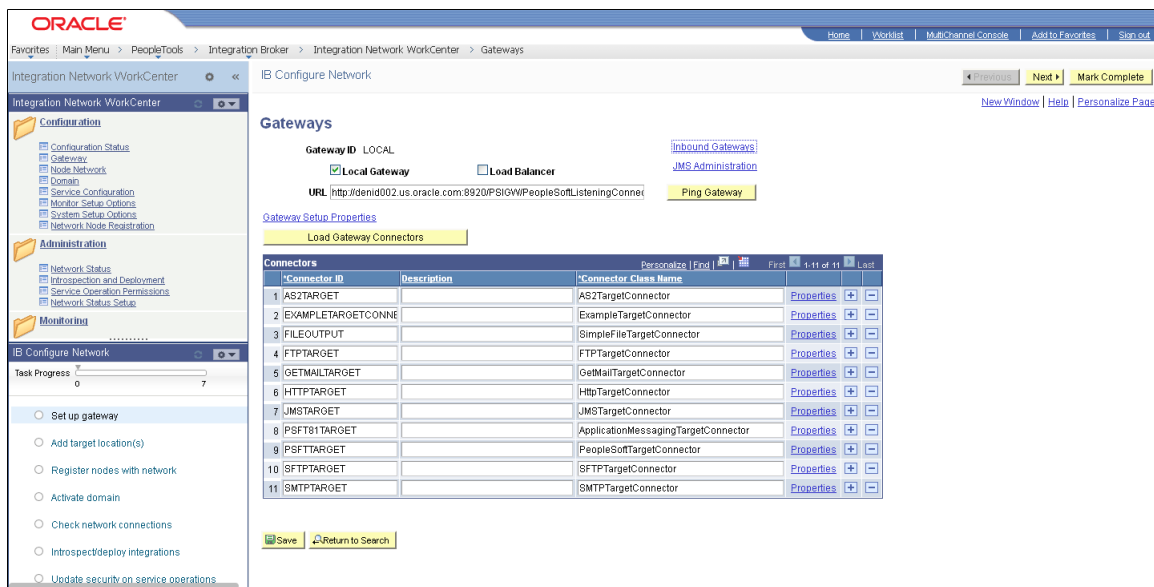 ORACLE
Home | Worklist | MultiChannel Console | Add to Favorites | Sign out
Favorites | Main Menu > PeopleTools > Integration Broker > Integration Network WorkCenter > Gateways
Integration Network WorkCenter «
Integration Network WorkCenter
Configuration
Configuration Status
Gateway
Node Network
Domain
Service Configuration
Monitor Setup Options
System Setup Options
Network Node Registration
Administration
Network Status
Introspection and Deployment
Service Operation Permissions
Network Status Setup
Monitoring
IB Configure Network
Task Progress
0 7
Set up gateway
Add target location(s)
Register nodes with network
Activate domain
Check network connections
Introspect/deploy integrations
Update security on service operations
IB Configure Network
Previous Next Mark Complete
New Window | Help | Personalize Page
Gateways
Gateway ID LOCAL
Inbound Gateways
Local Gateway Load Balancer
JMS Administration
URL http://denid002.us.oracle.com:8920/PSIGW/PeopleSoftListeningConnec
Ping Gateway
Gateway Setup Properties
Load Gateway Connectors
Connectors Personalize | Find | First 1-11 of 11 Last
*Connector ID Description *Connector Class Name
1 AS2TARGET AS2TargetConnector Properties + −
2 EXAMPLETARGETCONNE ExampleTargetConnector Properties + −
3 FILEOUTPUT SimpleFileTargetConnector Properties + −
4 FTPTARGET FTPTargetConnector Properties + −
5 GETMAILTARGET GetMailTargetConnector Properties + −
6 HTTPTARGET HttpTargetConnector Properties + −
7 JMSTARGET JMSTargetConnector Properties + −
8 PSFT81TARGET ApplicationMessagingTargetConnector Properties + −
9 PSFTTARGET PeopleSoftTargetConnector Properties + −
10 SFTPTARGET SFTPTargetConnector Properties + −
11 SMTPTARGET SMTPTargetConnector Properties + −
Save Return to Search